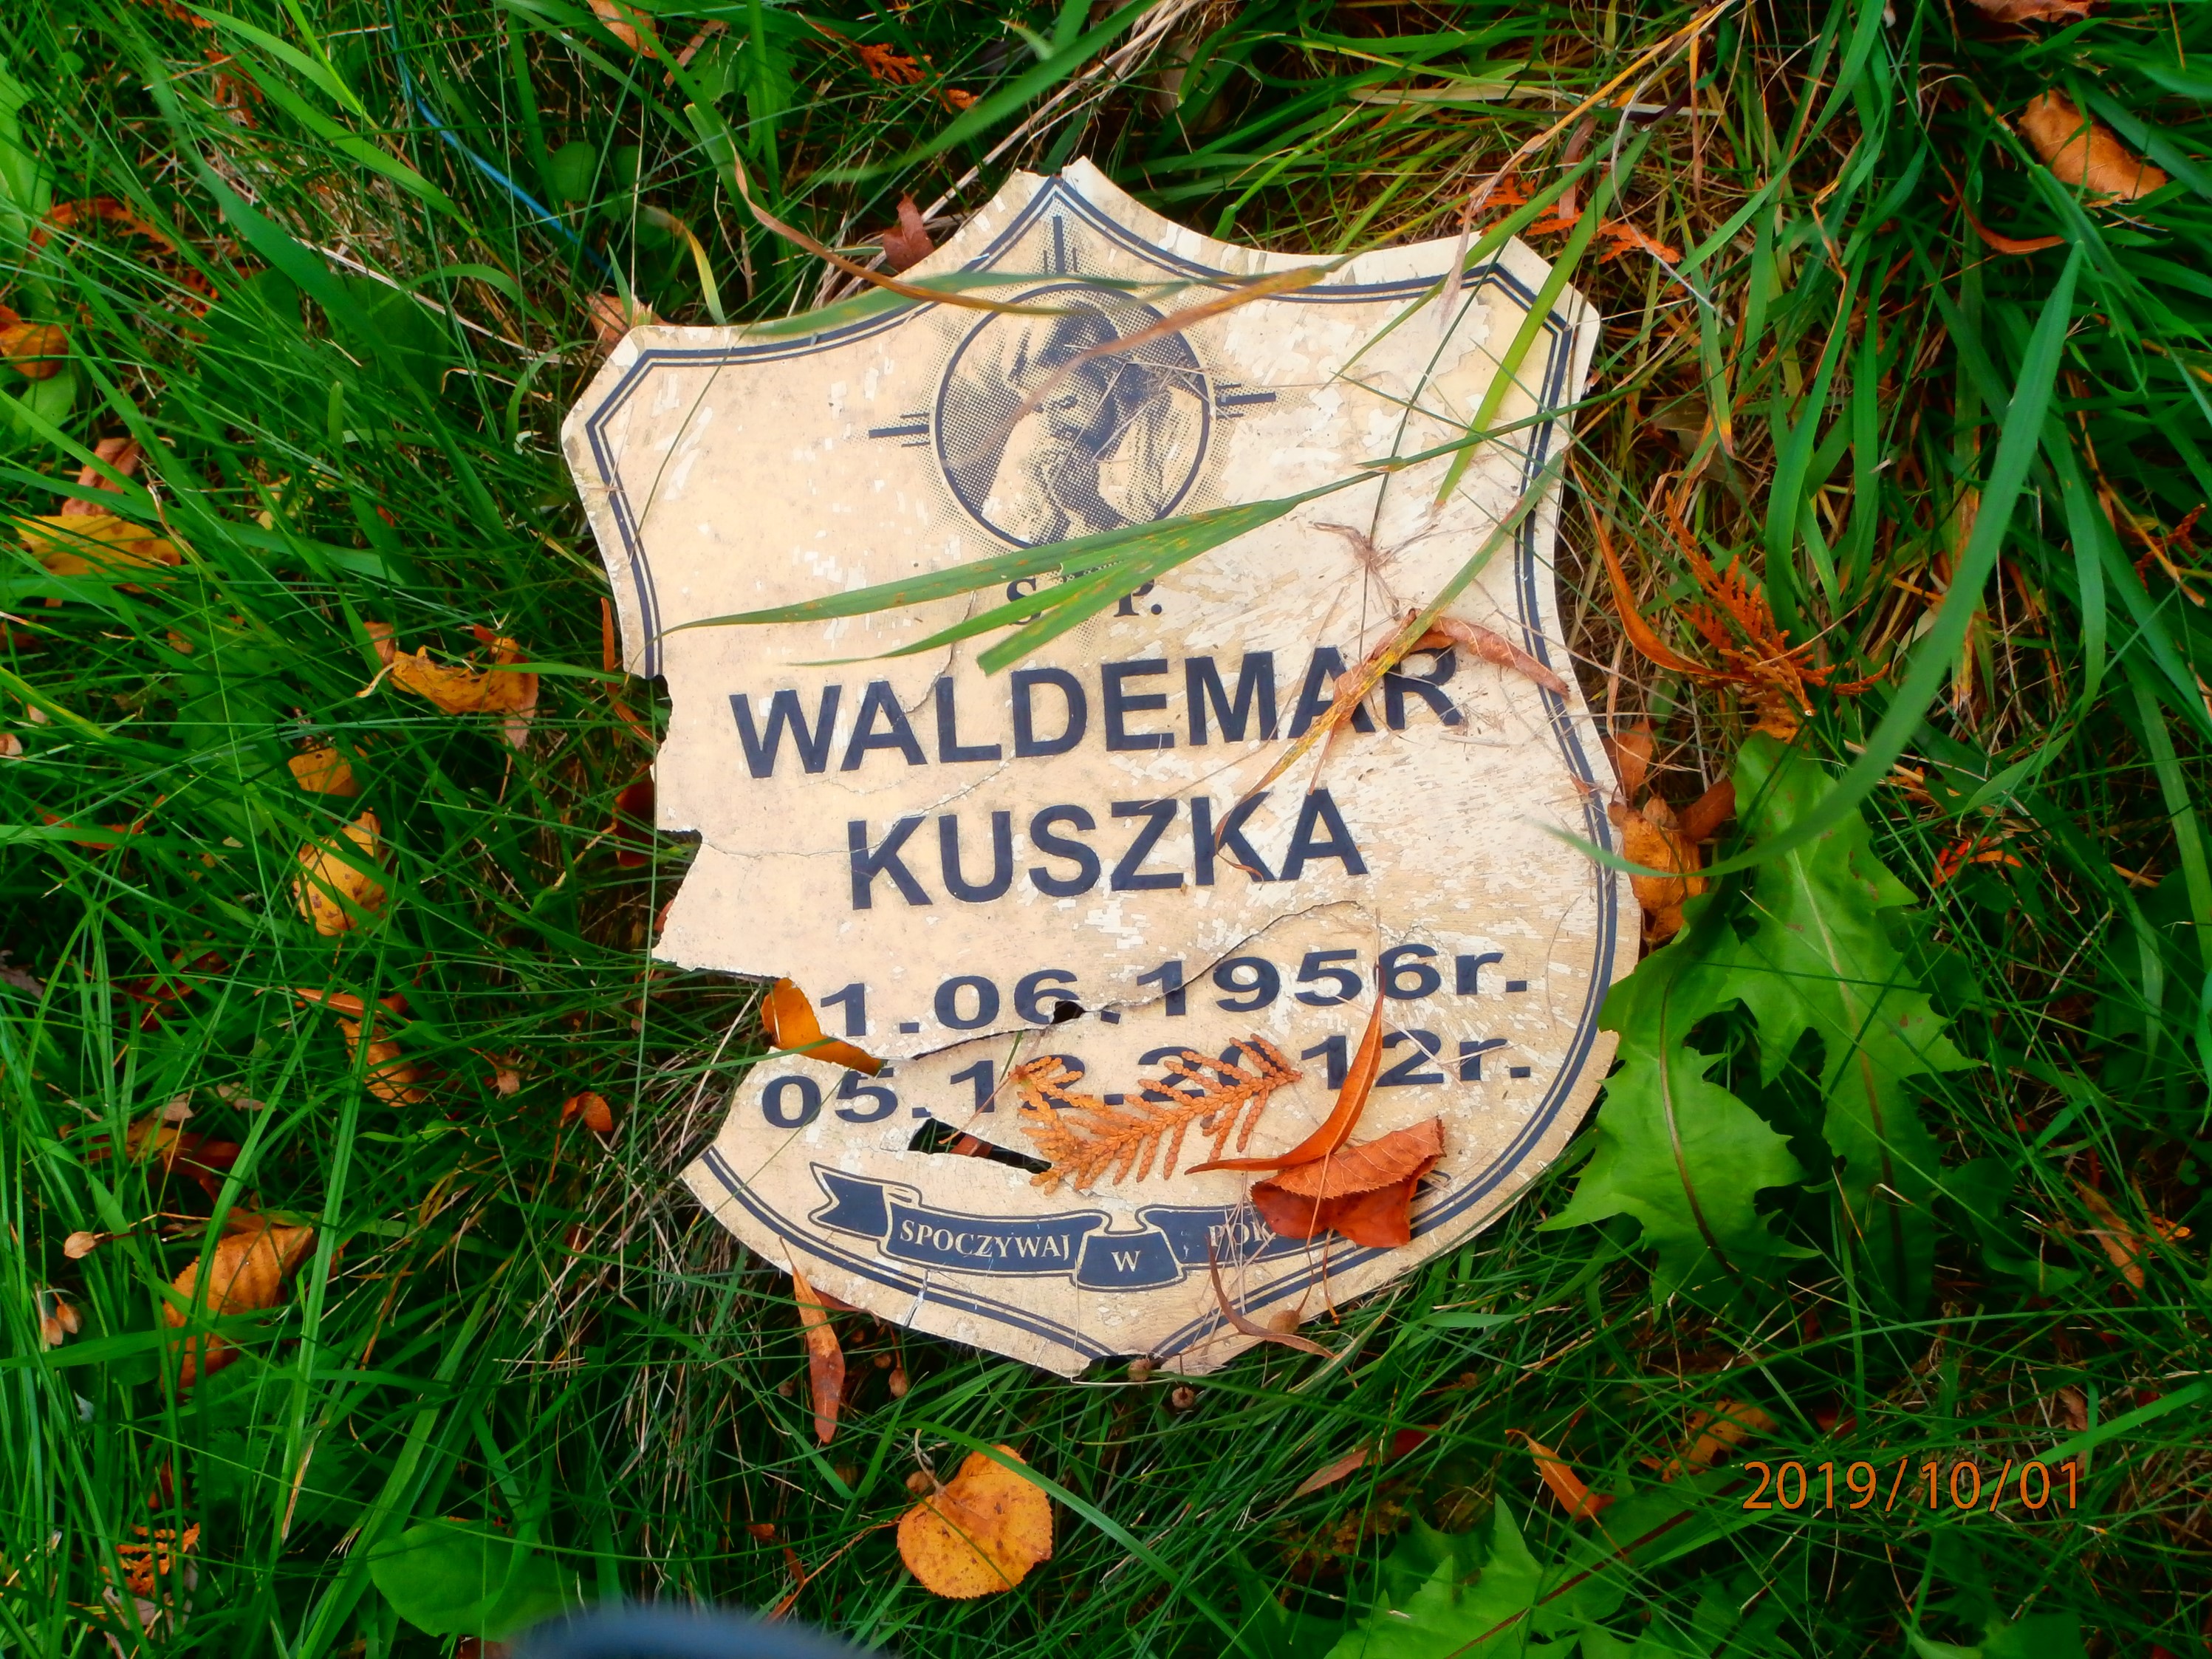 Ś. P.
WALDEMAR
KUSZKA
1.06.1956r.
05.12.2012r.
SPOCZYWAJ W
2019/10/01